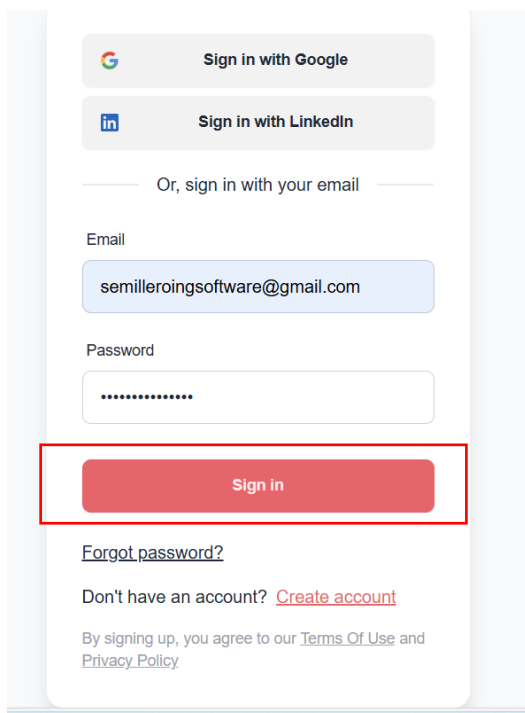 Sign in with Google
in
Sign in with LinkedIn
Or, sign in with your email
Email
semilleroingsoftware@gmail.com
Password
•••••••••••••••
Sign in
Forgot password?
Don't have an account? Create account
By signing up, you agree to our Terms Of Use and
Privacy Policy